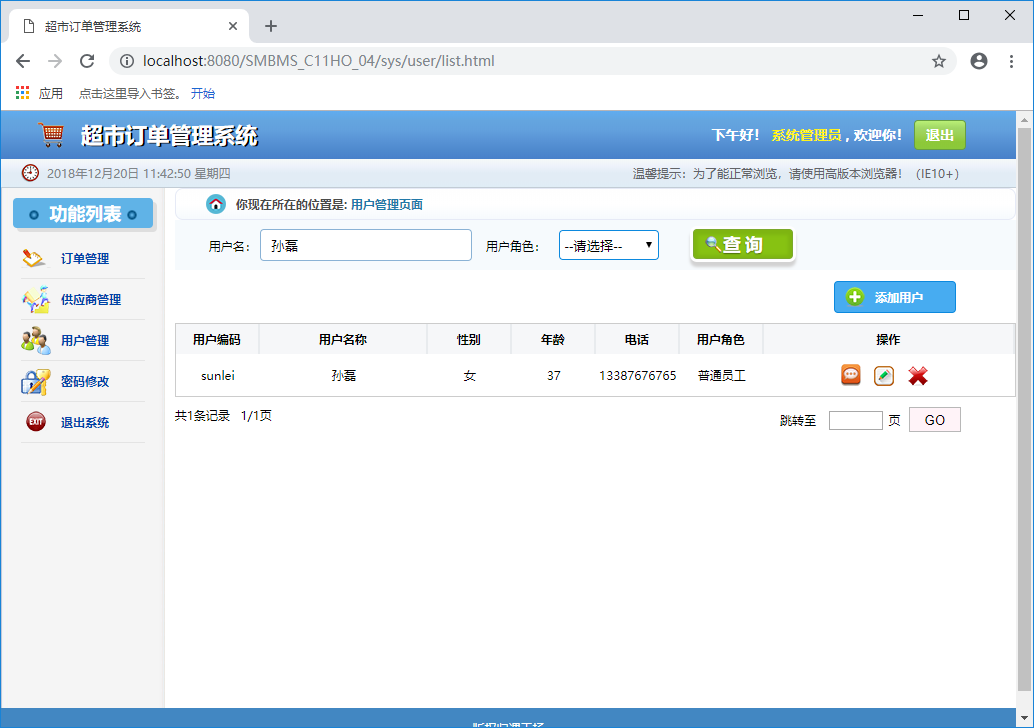 超市订单管理系统
localhost:8080/SMBMS_C11HO_04/sys/user/list.html
应用 点击这里导入书签。 开始
超市订单管理系统
下午好! 系统管理员 , 欢迎你! 退出
2018年12月20日 11:42:50 星期四
温馨提示: 为了能正常浏览, 请使用高版本浏览器! (IE10+)
功能列表
订单管理
供应商管理
用户管理
密码修改
退出系统
你现在所在的位置是: 用户管理页面
用户名: 孙磊 用户角色: --请选择-- 查 询
添加用户
用户编码 用户名称 性别 年龄 电话 用户角色 操作
sunlei 孙磊 女 37 13387676765 普通员工
共1条记录 1/1页
跳转至 页 GO